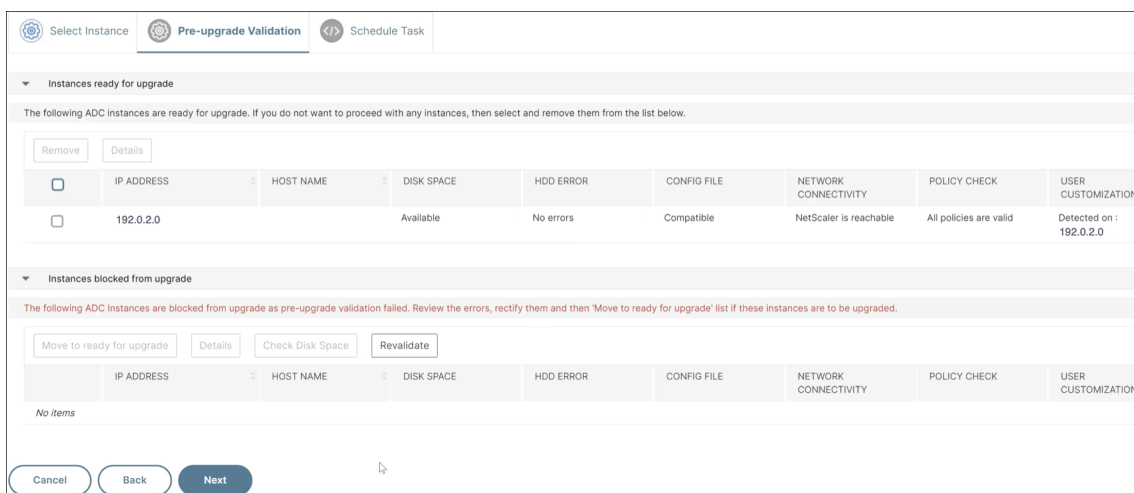 Select Instance Pre-upgrade Validation </> Schedule Task
Instances ready for upgrade
The following ADC instances are ready for upgrade. If you do not want to proceed with any instances, then select and remove them from the list below.
Remove Details
IP ADDRESS HOST NAME DISK SPACE HDD ERROR CONFIG FILE NETWORK CONNECTIVITY POLICY CHECK USER CUSTOMIZATION
192.0.2.0 Available No errors Compatible NetScaler is reachable All policies are valid Detected on : 192.0.2.0
Instances blocked from upgrade
The following ADC Instances are blocked from upgrade as pre-upgrade validation failed. Review the errors, rectify them and then 'Move to ready for upgrade' list if these instances are to be upgraded.
Move to ready for upgrade Details Check Disk Space Revalidate
IP ADDRESS HOST NAME DISK SPACE HDD ERROR CONFIG FILE NETWORK CONNECTIVITY POLICY CHECK USER CUSTOMIZATION
No items
Cancel Back Next